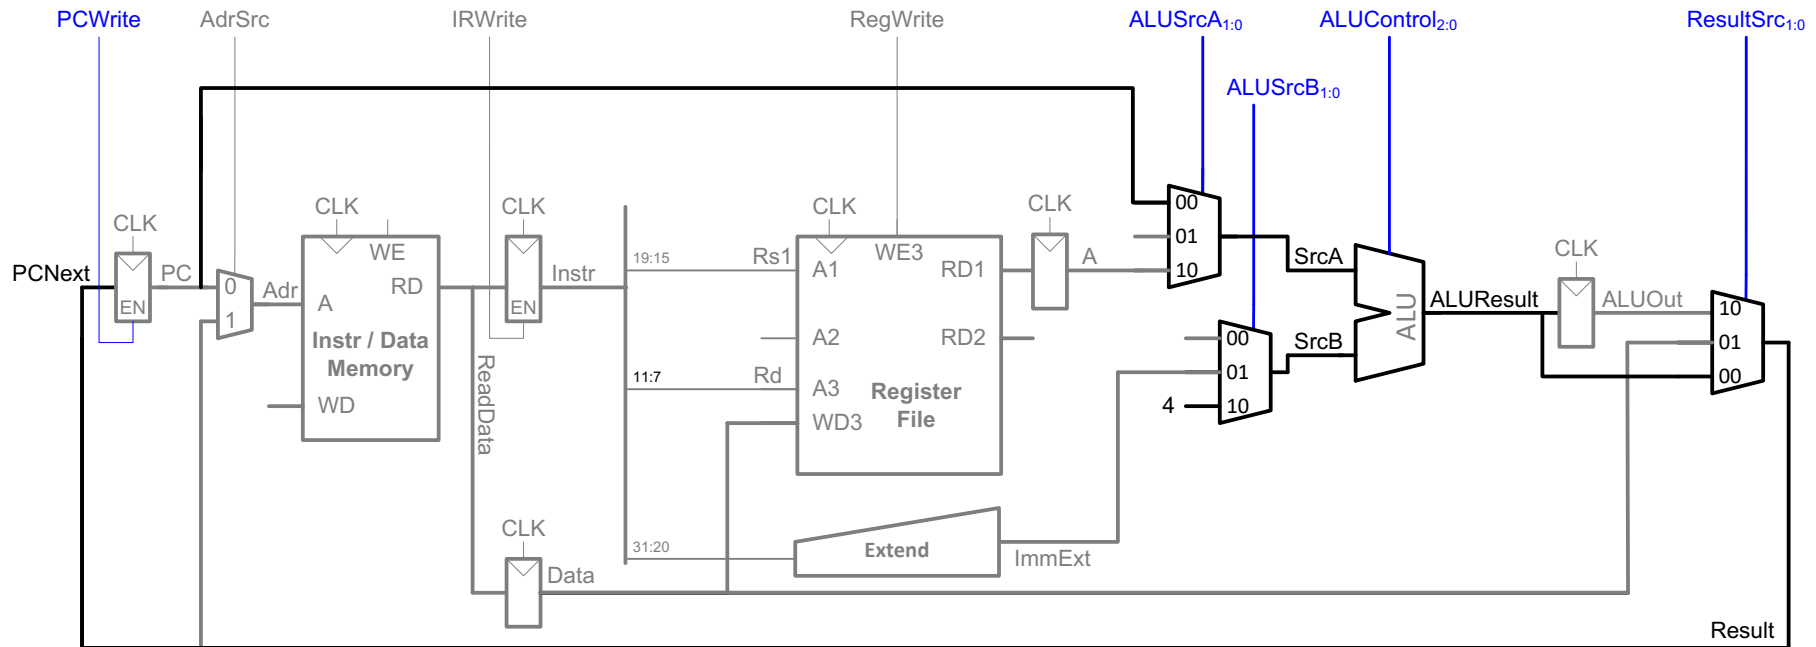 PCWrite AdrSrc IRWrite RegWrite ALUSrcA1:0 ALUControl2:0 ResultSrc1:0
ALUSrcB1:0
CLK CLK CLK CLK CLK 00
WE WE3 01 SrcA CLK
PCNext PC 0 Adr A RD Instr 19:15 Rs1 A1 RD1 A 10
EN 1 EN ALU ALUResult ALUOut 10
Instr / Data A2 RD2 00 SrcB 01
Memory 11:7 Rd A3 Register 01 00
WD ReadData WD3 File 4 10
CLK 31:20 Extend ImmExt
Data
Result